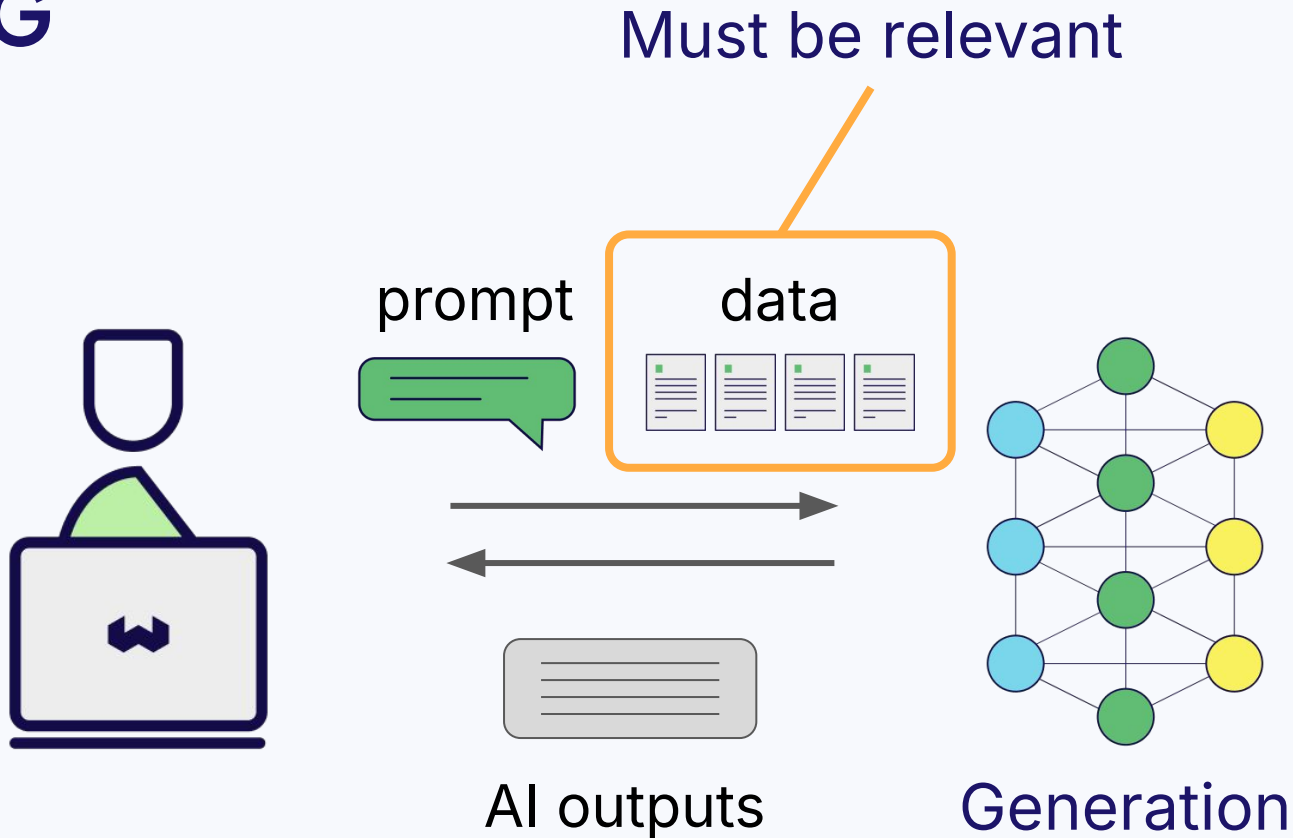 G
Must be relevant
prompt
data
AI outputs
Generation